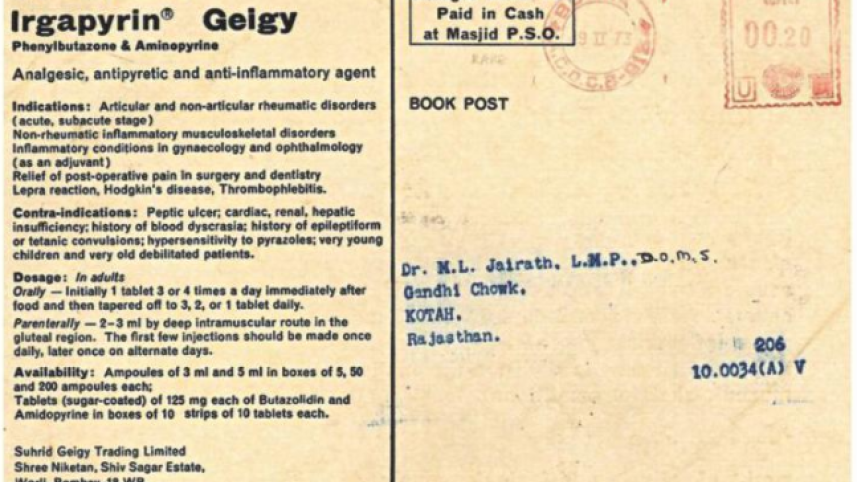 Irgapyrin® Geigy
Phenylbutazone & Aminopyrine
Analgesic, antipyretic and anti-inflammatory agent
Indications: Articular and non-articular rheumatic disorders
(acute, subacute stage)
Non-rheumatic inflammatory musculoskeletal disorders
Inflammatory conditions in gynaecology and ophthalmology
(as an adjuvant)
Relief of post-operative pain in surgery and dentistry
Lepra reaction, Hodgkin's disease, Thrombophlebitis.
Contra-indications: Peptic ulcer; cardiac, renal, hepatic
insufficiency; history of blood dyscrasia; history of epileptiform
or tetanic convulsions; hypersensitivity to pyrazoles; very young
children and very old debilitated patients.
Dosage: In adults
Orally — Initially 1 tablet 3 or 4 times a day immediately after
food and then tapered off to 3, 2, or 1 tablet daily.
Parenterally — 2–3 ml by deep intramuscular route in the
gluteal region. The first few injections should be made once
daily, later once on alternate days.
Availability: Ampoules of 3 ml and 5 ml in boxes of 5, 50
and 200 ampoules each;
Tablets (sugar-coated) of 125 mg each of Butazolidin and
Amidopyrine in boxes of 10 strips of 10 tablets each.
Suhrid Geigy Trading Limited
Shree Niketan, Shiv Sagar Estate,
Worli, Bombay 18 WB
Paid in Cash
at Masjid P.S.O.
00.20
BOOK POST
Dr. M.L. Jairath, L.M.P., D.O.M.S.
Gandhi Chowk,
KOTAH.
Rajasthan.
206
10.0034(A) V